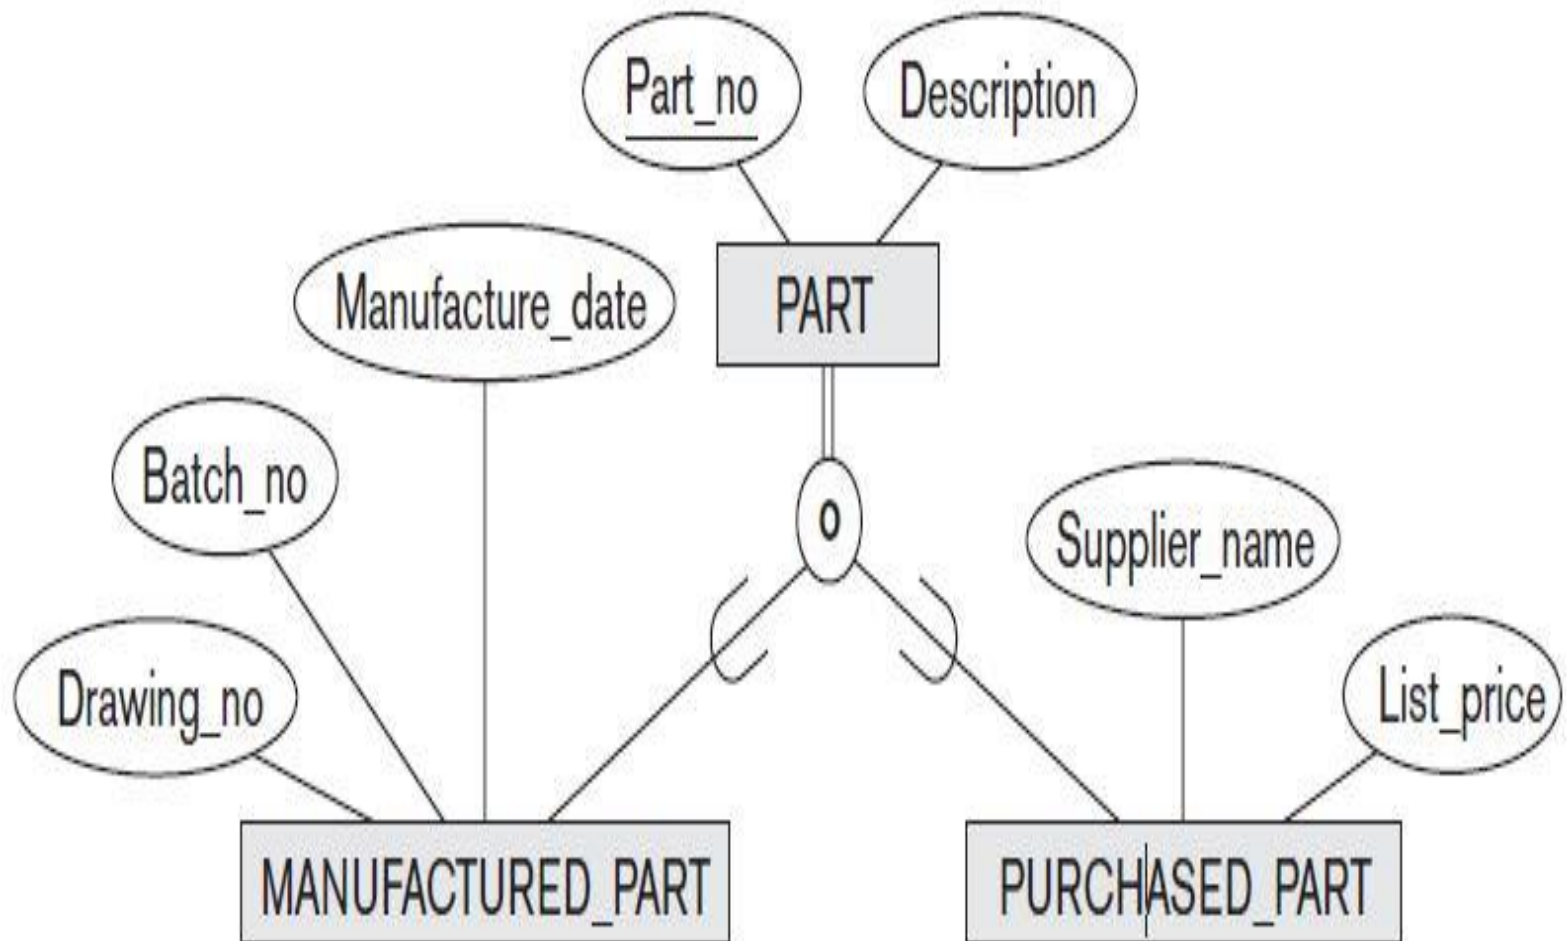 Part_no
Description
Manufacture_date
PART
Batch_no
o
Supplier_name
Drawing_no
List_price
MANUFACTURED_PART
PURCHASED_PART